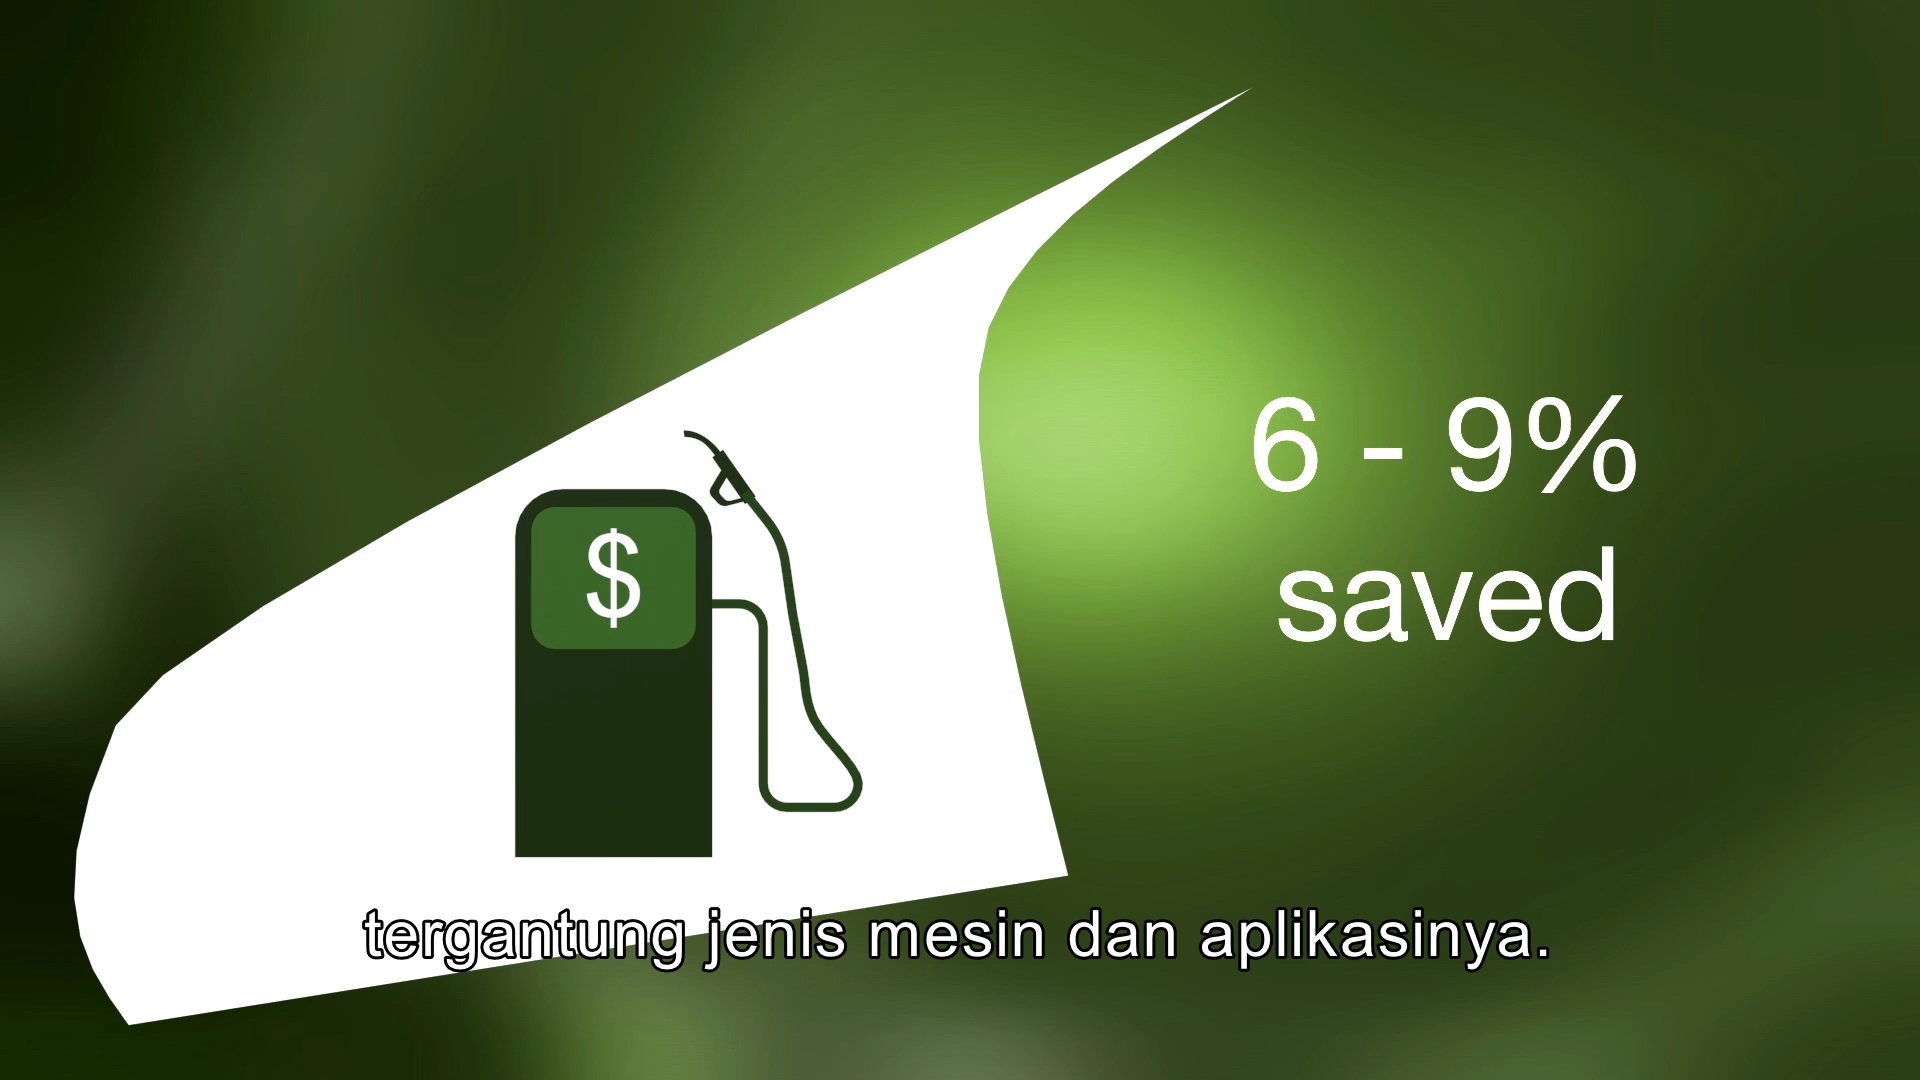 $
6 - 9%
saved
tergantung jenis mesin dan aplikasinya.